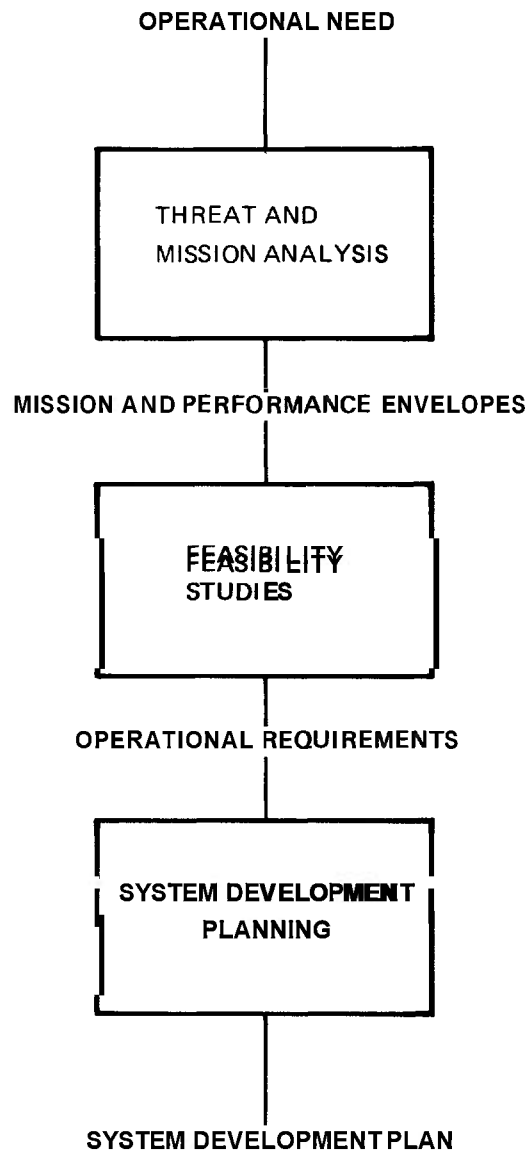 OPERATIONAL NEED
THREAT AND
MISSION ANALYSIS
MISSION AND PERFORMANCE ENVELOPES
FEASIBILITY
STUDIES
OPERATIONAL REQUIREMENTS
SYSTEM DEVELOPMENT
PLANNING
SYSTEM DEVELOPMENT PLAN